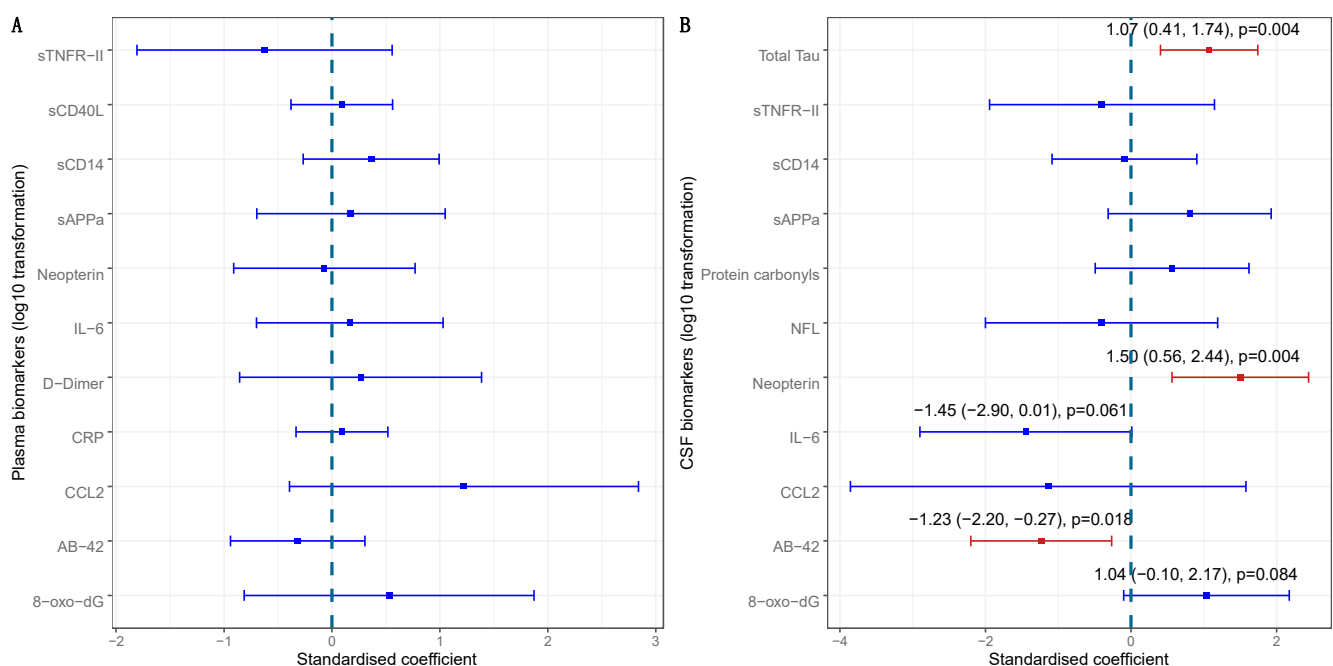 A
sTNFR−II
sCD40L
sCD14
sAPPa
Neopterin
IL−6
D−Dimer
CRP
CCL2
AB−42
8−oxo−dG
Plasma biomarkers (log10 transformation)
−2
−1
0
1
2
3
Standardised coefficient
B
Total Tau
sTNFR−II
sCD14
sAPPa
Protein carbonyls
NFL
Neopterin
IL−6
CCL2
AB−42
8−oxo−dG
CSF biomarkers (log10 transformation)
1.07 (0.41, 1.74), p=0.004
1.50 (0.56, 2.44), p=0.004
−1.45 (−2.90, 0.01), p=0.061
−1.23 (−2.20, −0.27), p=0.018
1.04 (−0.10, 2.17), p=0.084
−4
−2
0
2
Standardised coefficient